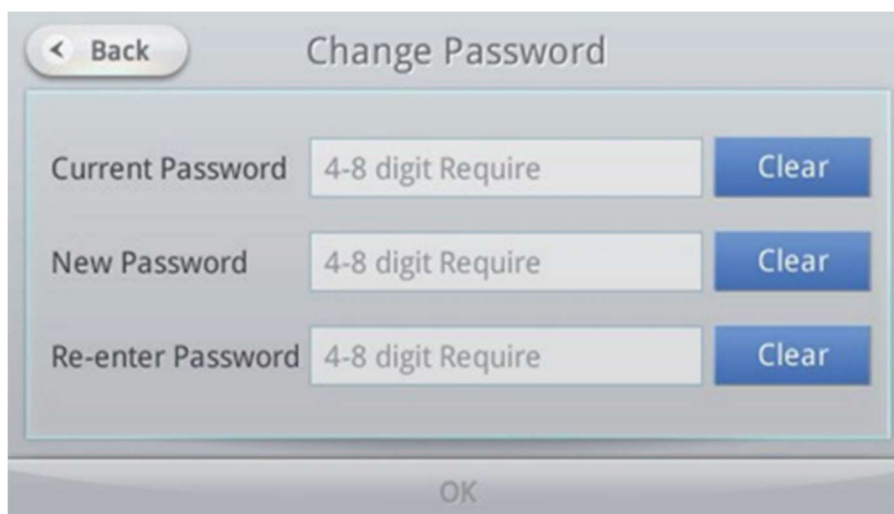 Back
Change Password
Current Password 4-8 digit Require Clear
New Password 4-8 digit Require Clear
Re-enter Password 4-8 digit Require Clear
OK